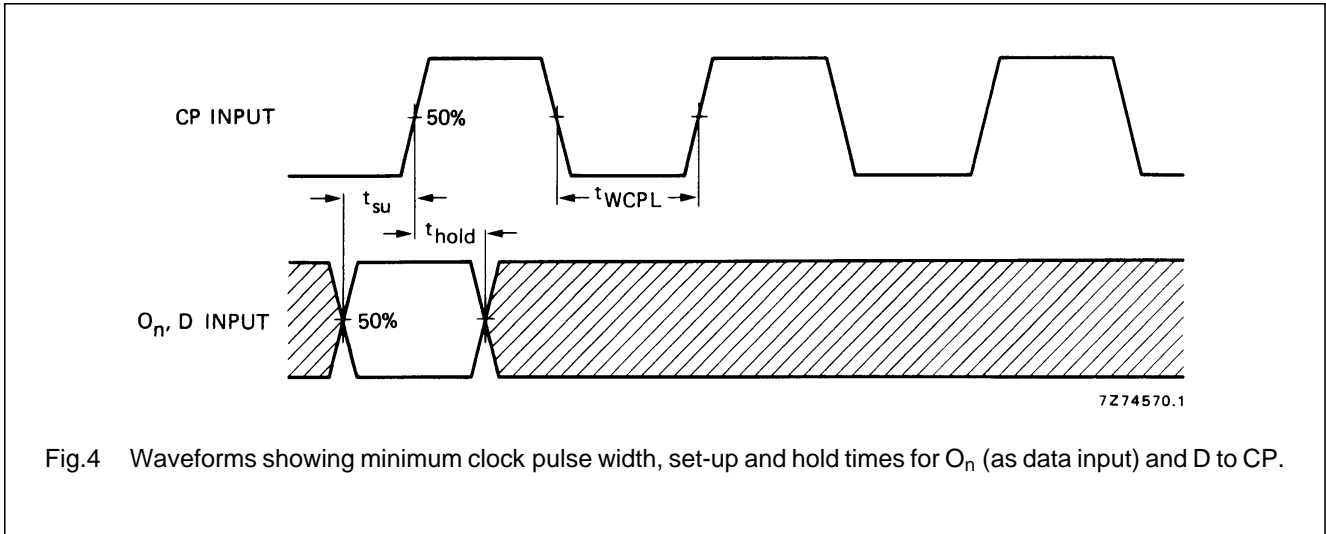 CP INPUT
50%
t_su
t_WCPL
t_hold
O_n, D INPUT
50%
7Z74570.1
Fig.4 Waveforms showing minimum clock pulse width, set-up and hold times for O_n (as data input) and D to CP.